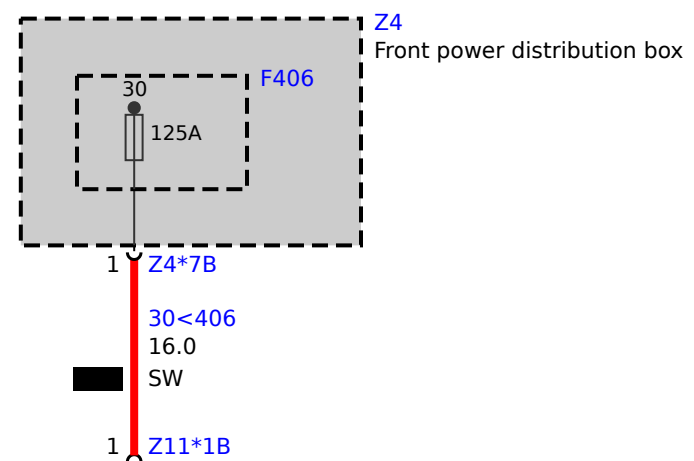 Z4
Front power distribution box
F406
30
125A
1 Z4*7B
30<406
16.0
SW
1 Z11*1B